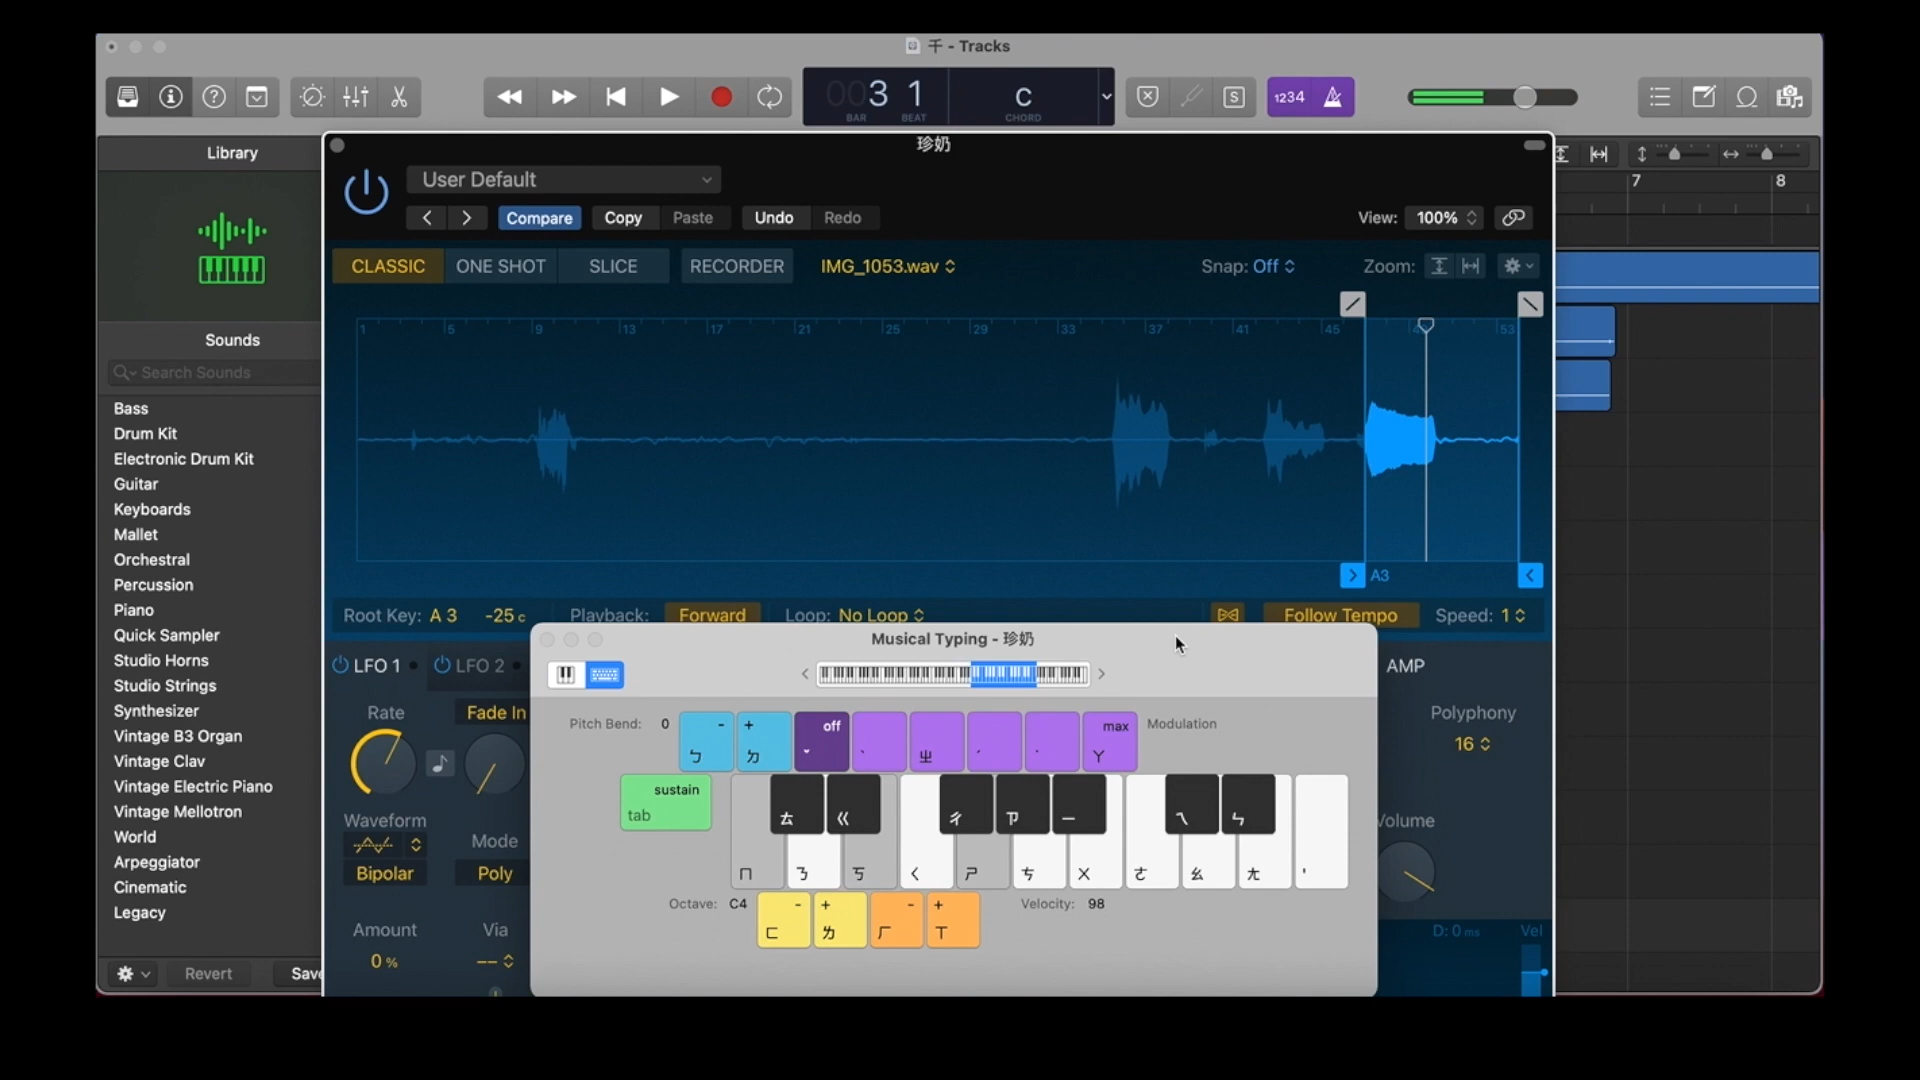 千 - Tracks
003 1
BAR BEAT
C
CHORD
S
1234
Library
珍奶
7 8
User Default
Compare Copy Paste Undo Redo
View: 100%
CLASSIC ONE SHOT SLICE RECORDER IMG_1053.wav
Snap: Off
Zoom:
1 5 9 13 17 21 25 29 33 37 41 45 53
A3
Sounds
Search Sounds
Bass
Drum Kit
Electronic Drum Kit
Guitar
Keyboards
Mallet
Orchestral
Percussion
Piano
Quick Sampler
Studio Horns
Studio Strings
Synthesizer
Vintage B3 Organ
Vintage Clav
Vintage Electric Piano
Vintage Mellotron
World
Arpeggiator
Cinematic
Legacy
Revert
Save
Root Key: A 3 -25 c
Playback: Forward
Loop: No Loop
Follow Tempo
Speed: 1
LFO 1 LFO 2
AMP
Rate
Fade In
Waveform
Mode
Bipolar
Poly
Amount
Via
0 %
--
Polyphony
16
Volume
D: 0 ms
Vel
Musical Typing - 珍奶
Pitch Bend: 0
- +
off
max
Modulation
ㄅ ㄉ ˇ ˋ ㄓ ˊ ˙ ㄚ
sustain
tab
ㄊ ㄍ ㄔ ㄗ ㄧ ㄟ ㄣ
ㄇ ㄋ ㄎ ㄑ ㄕ ㄘ ㄨ ㄜ ㄠ ㄤ '
Octave: C4
- + - +
Velocity: 98
ㄈ ㄌ ㄏ ㄒ